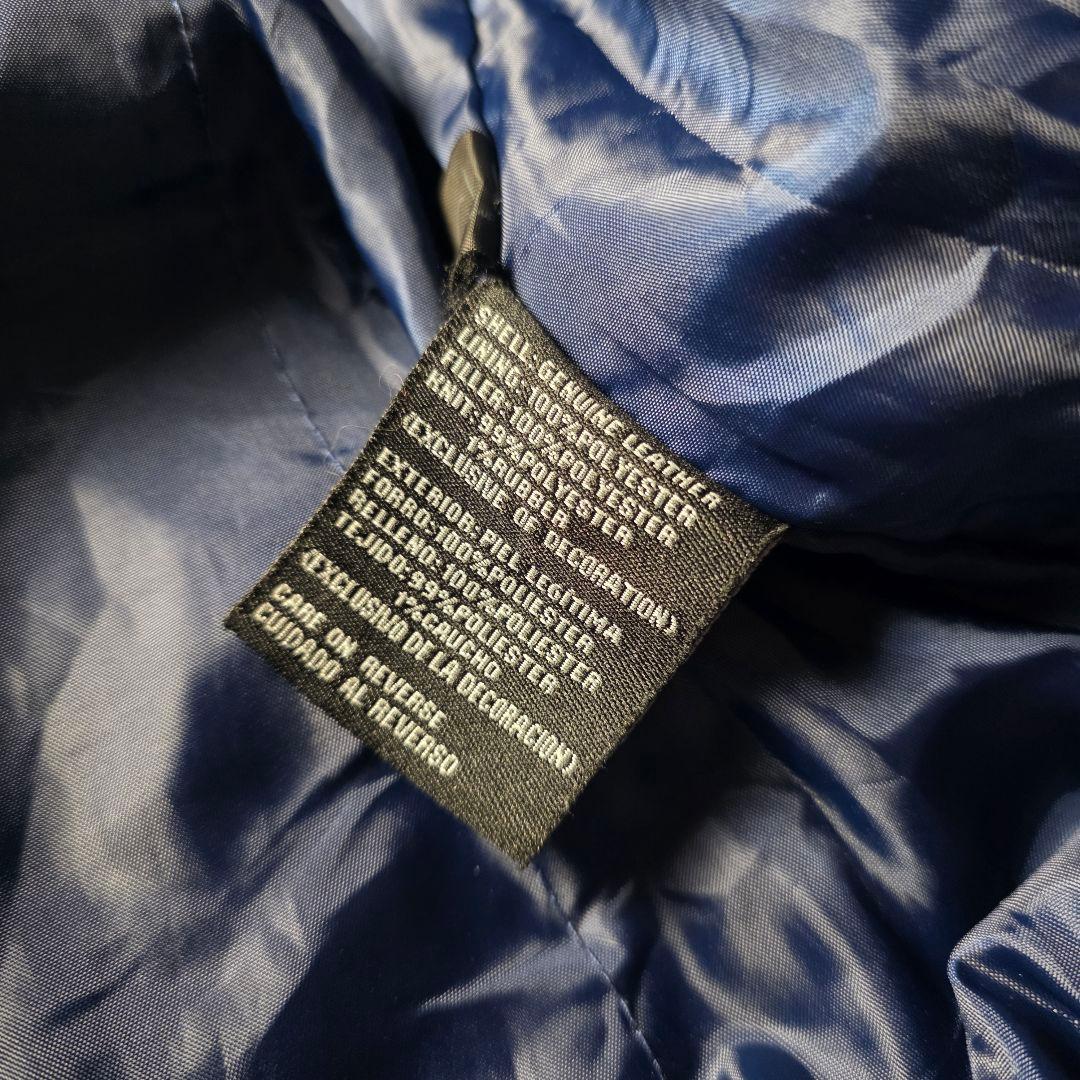 SHELL: GENUINE LEATHER
LINING: 100%POLYESTER
FILLER: 100%POLYESTER
KNIT: 99%POLYESTER
1%RUBBER
(EXCLUSIVE OF DECORATION)
EXTERIOR: PIEL LEGITIMA
FORRO: 100%POLIESTER
RELLENO: 100%POLIESTER
TEJIDO: 99%POLIESTER
1%CAUCHO
(EXCLUSIVO DE LA DECORACION)
CARE ON REVERSE
CUIDADO AL REVERSO